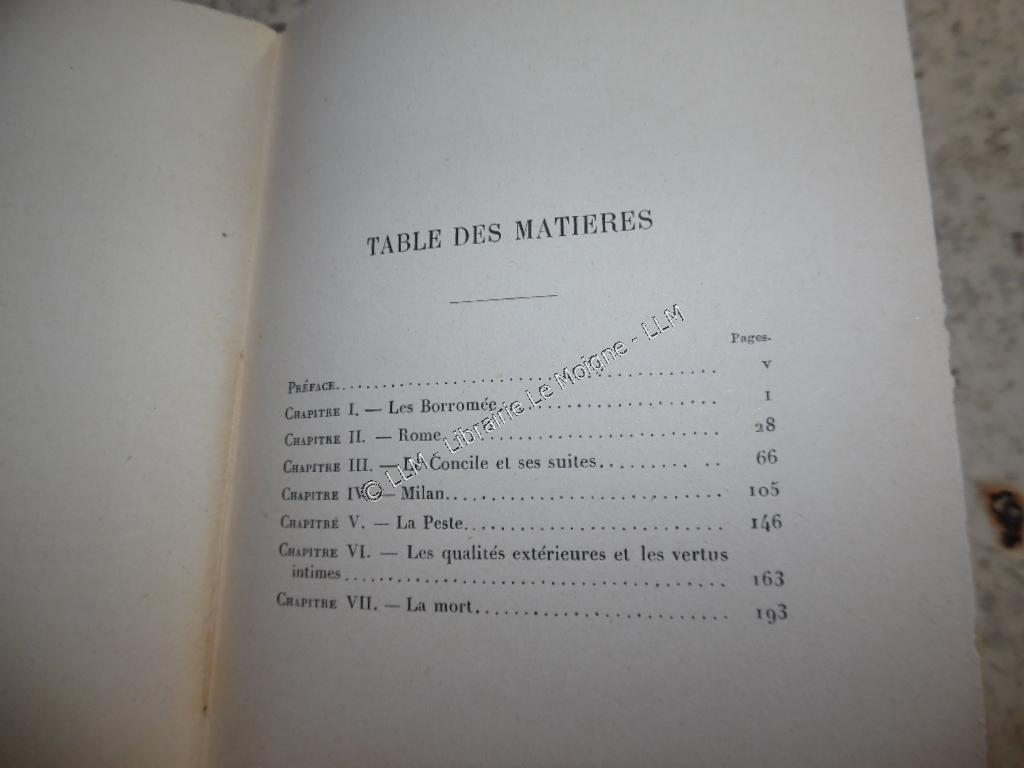 TABLE DES MATIERES
Pages.
PRÉFACE........................................ V
CHAPITRE I. — Les Borromée........................ I
CHAPITRE II. — Rome............................ 28
CHAPITRE III. — Le Concile et ses suites......... .. 66
CHAPITRE IV. — Milan............................ 105
CHAPITRE V. — La Peste.......................... 146
CHAPITRE VI. — Les qualités extérieures et les vertus
intimes........................................ 163
CHAPITRE VII. — La mort......................... 193
© LLM - Librairie Le Moigne - LLM